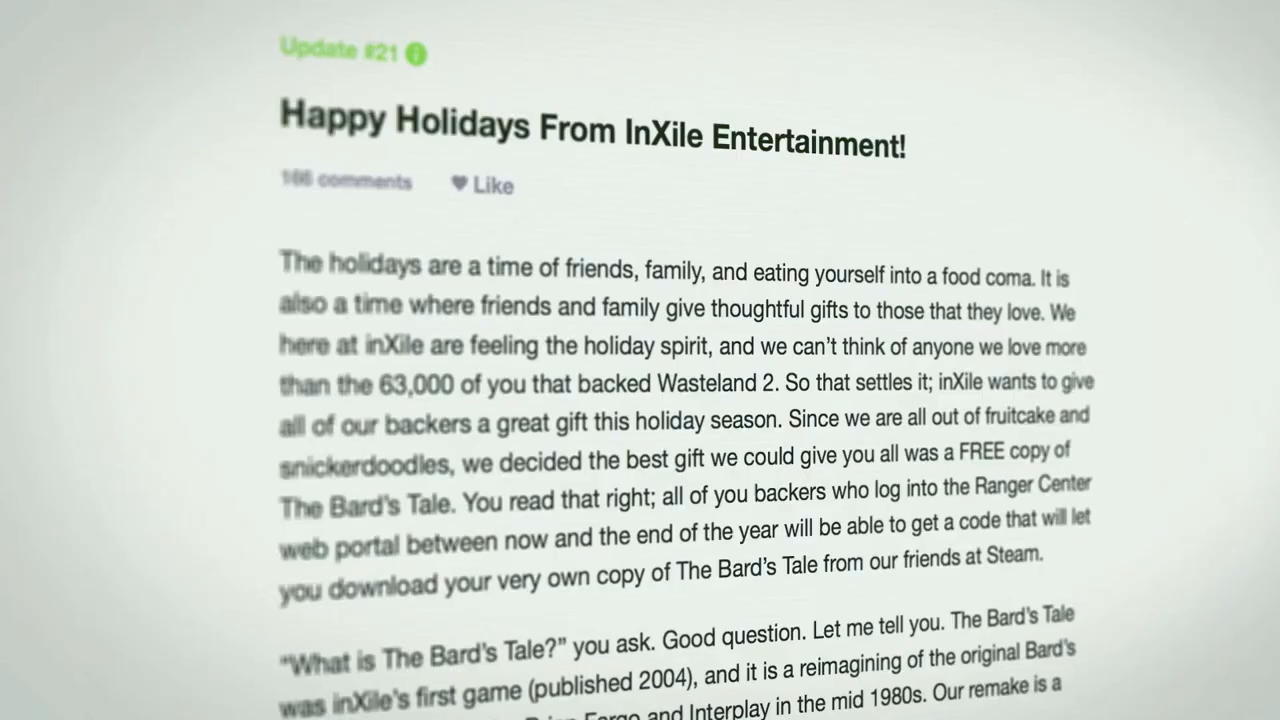 Update #21
Happy Holidays From InXile Entertainment!
comments Like
The holidays are a time of friends, family, and eating yourself into a food coma. It is
also a time where friends and family give thoughtful gifts to those that they love. We
here at inXile are feeling the holiday spirit, and we can't think of anyone we love more
than the 63,000 of you that backed Wasteland 2. So that settles it; inXile wants to give
all of our backers a great gift this holiday season. Since we are all out of fruitcake and
snickerdoodles, we decided the best gift we could give you all was a FREE copy of
The Bard's Tale. You read that right; all of you backers who log into the Ranger Center
web portal between now and the end of the year will be able to get a code that will let
you download your very own copy of The Bard's Tale from our friends at Steam.
“What is The Bard's Tale?” you ask. Good question. Let me tell you. The Bard's Tale
was inXile's first game (published 2004), and it is a reimagining of the original Bard's
Fargo and Interplay in the mid 1980s. Our remake is a